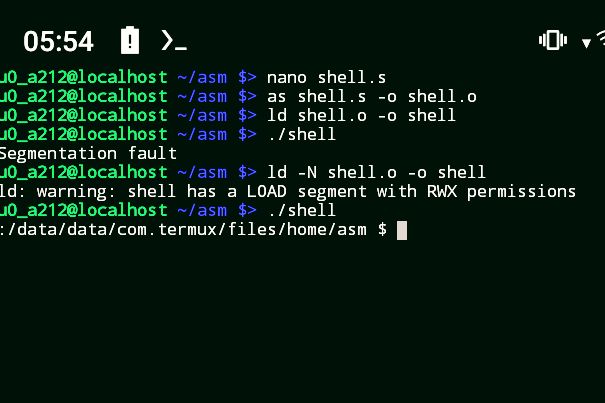 05:54
u0_a212@localhost ~/asm $> nano shell.s
u0_a212@localhost ~/asm $> as shell.s -o shell.o
u0_a212@localhost ~/asm $> ld shell.o -o shell
u0_a212@localhost ~/asm $> ./shell
Segmentation fault
u0_a212@localhost ~/asm $> ld -N shell.o -o shell
ld: warning: shell has a LOAD segment with RWX permissions
u0_a212@localhost ~/asm $> ./shell
:/data/data/com.termux/files/home/asm $